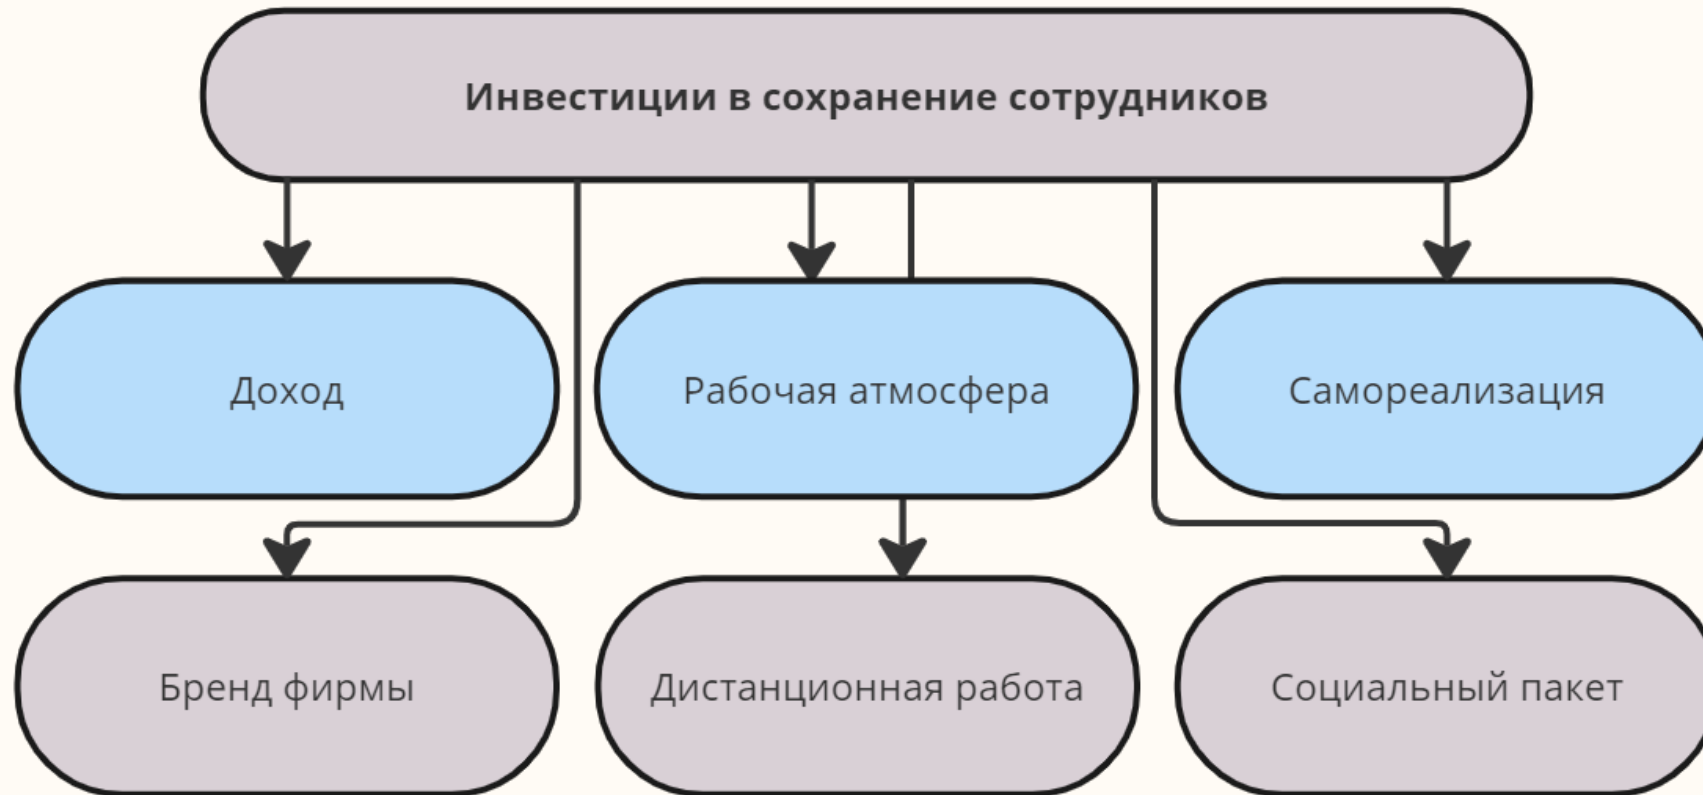 Инвестиции в сохранение сотрудников
Доход
Рабочая атмосфера
Самореализация
Бренд фирмы
Дистанционная работа
Социальный пакет